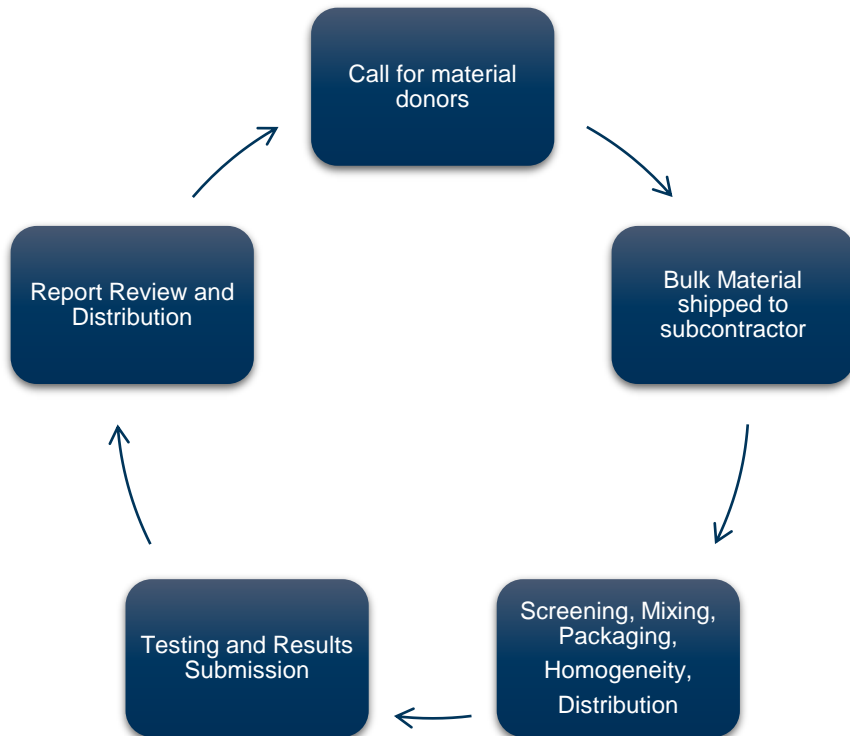 Call for material
donors
Bulk Material
shipped to
subcontractor
Screening, Mixing,
Packaging,
Homogeneity,
Distribution
Testing and Results
Submission
Report Review and
Distribution